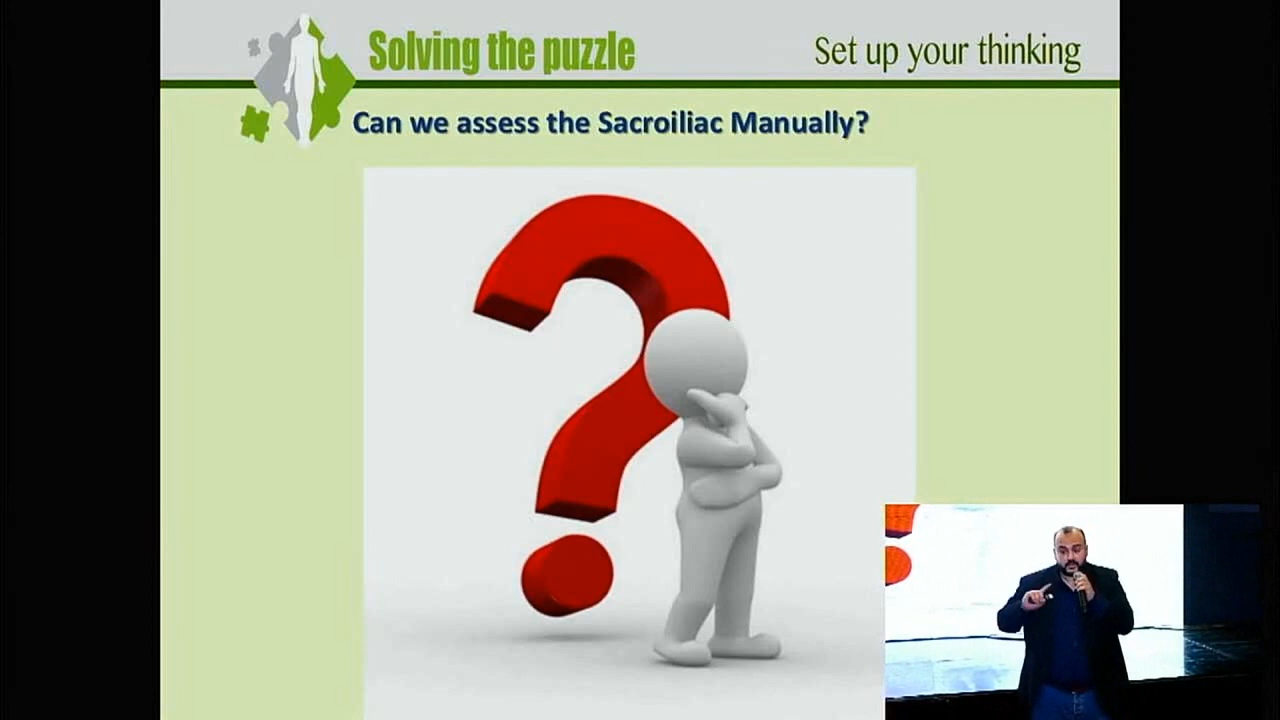 Solving the puzzle
Set up your thinking
Can we assess the Sacroiliac Manually?